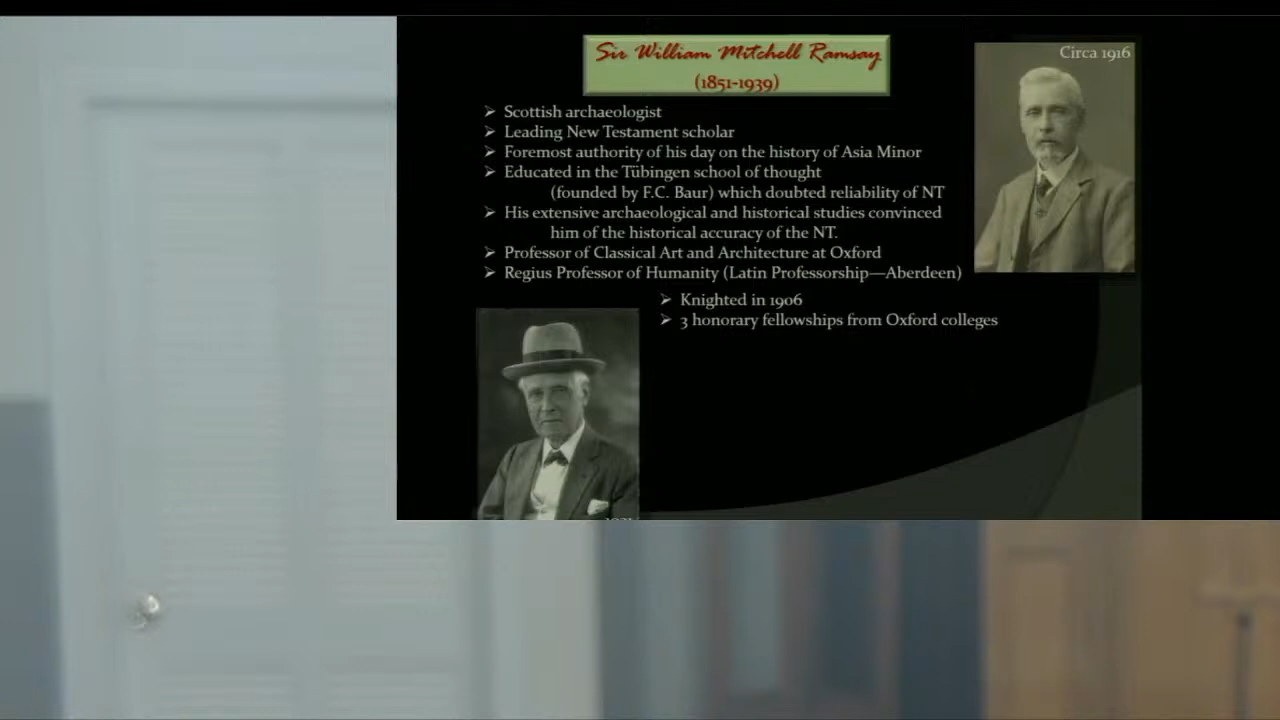 Sir William Mitchell Ramsay
(1851-1939)
Circa 1916
➢ Scottish archaeologist
➢ Leading New Testament scholar
➢ Foremost authority of his day on the history of Asia Minor
➢ Educated in the Tübingen school of thought
(founded by F.C. Baur) which doubted reliability of NT
➢ His extensive archaeological and historical studies convinced
him of the historical accuracy of the NT.
➢ Professor of Classical Art and Architecture at Oxford
➢ Regius Professor of Humanity (Latin Professorship—Aberdeen)
➢ Knighted in 1906
➢ 3 honorary fellowships from Oxford colleges